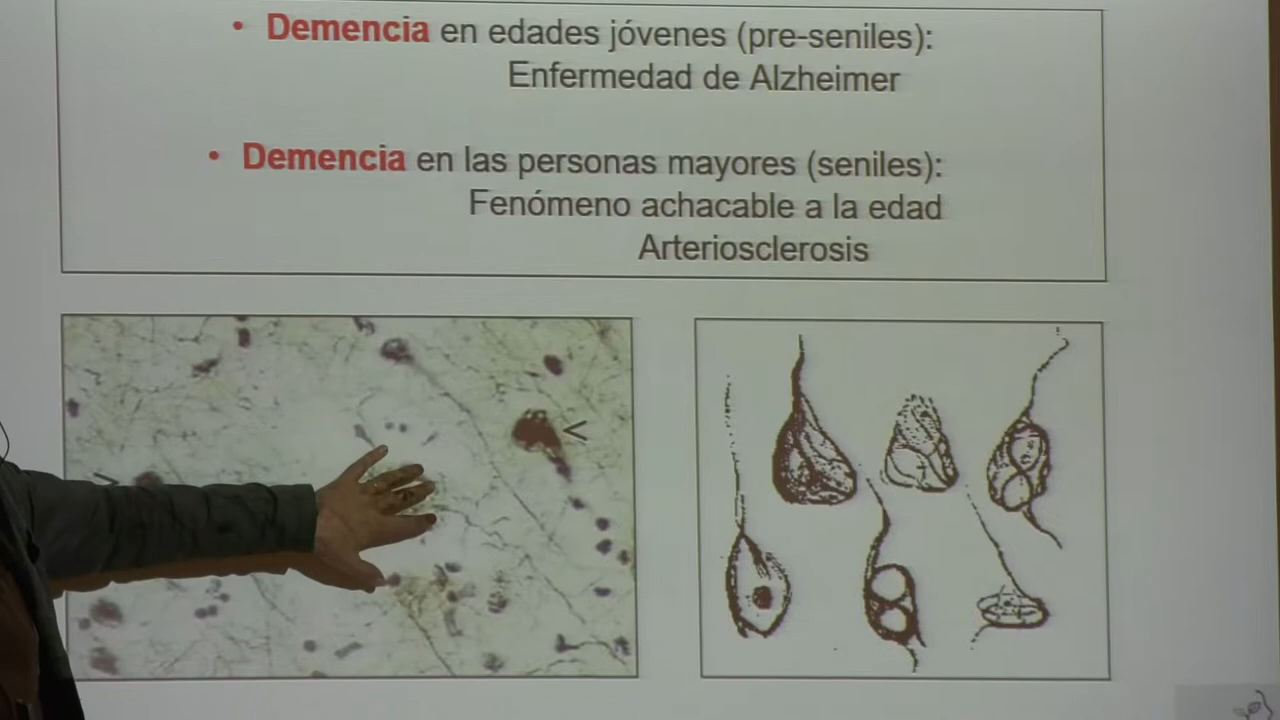 • Demencia en edades jóvenes (pre-seniles):
Enfermedad de Alzheimer
• Demencia en las personas mayores (seniles):
Fenómeno achacable a la edad
Arteriosclerosis